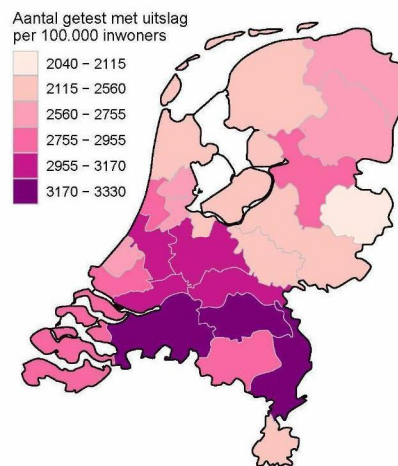 Aantal getest met uitslag
per 100.000 inwoners
2040 – 2115
2115 – 2560
2560 – 2755
2755 – 2955
2955 – 3170
3170 – 3330